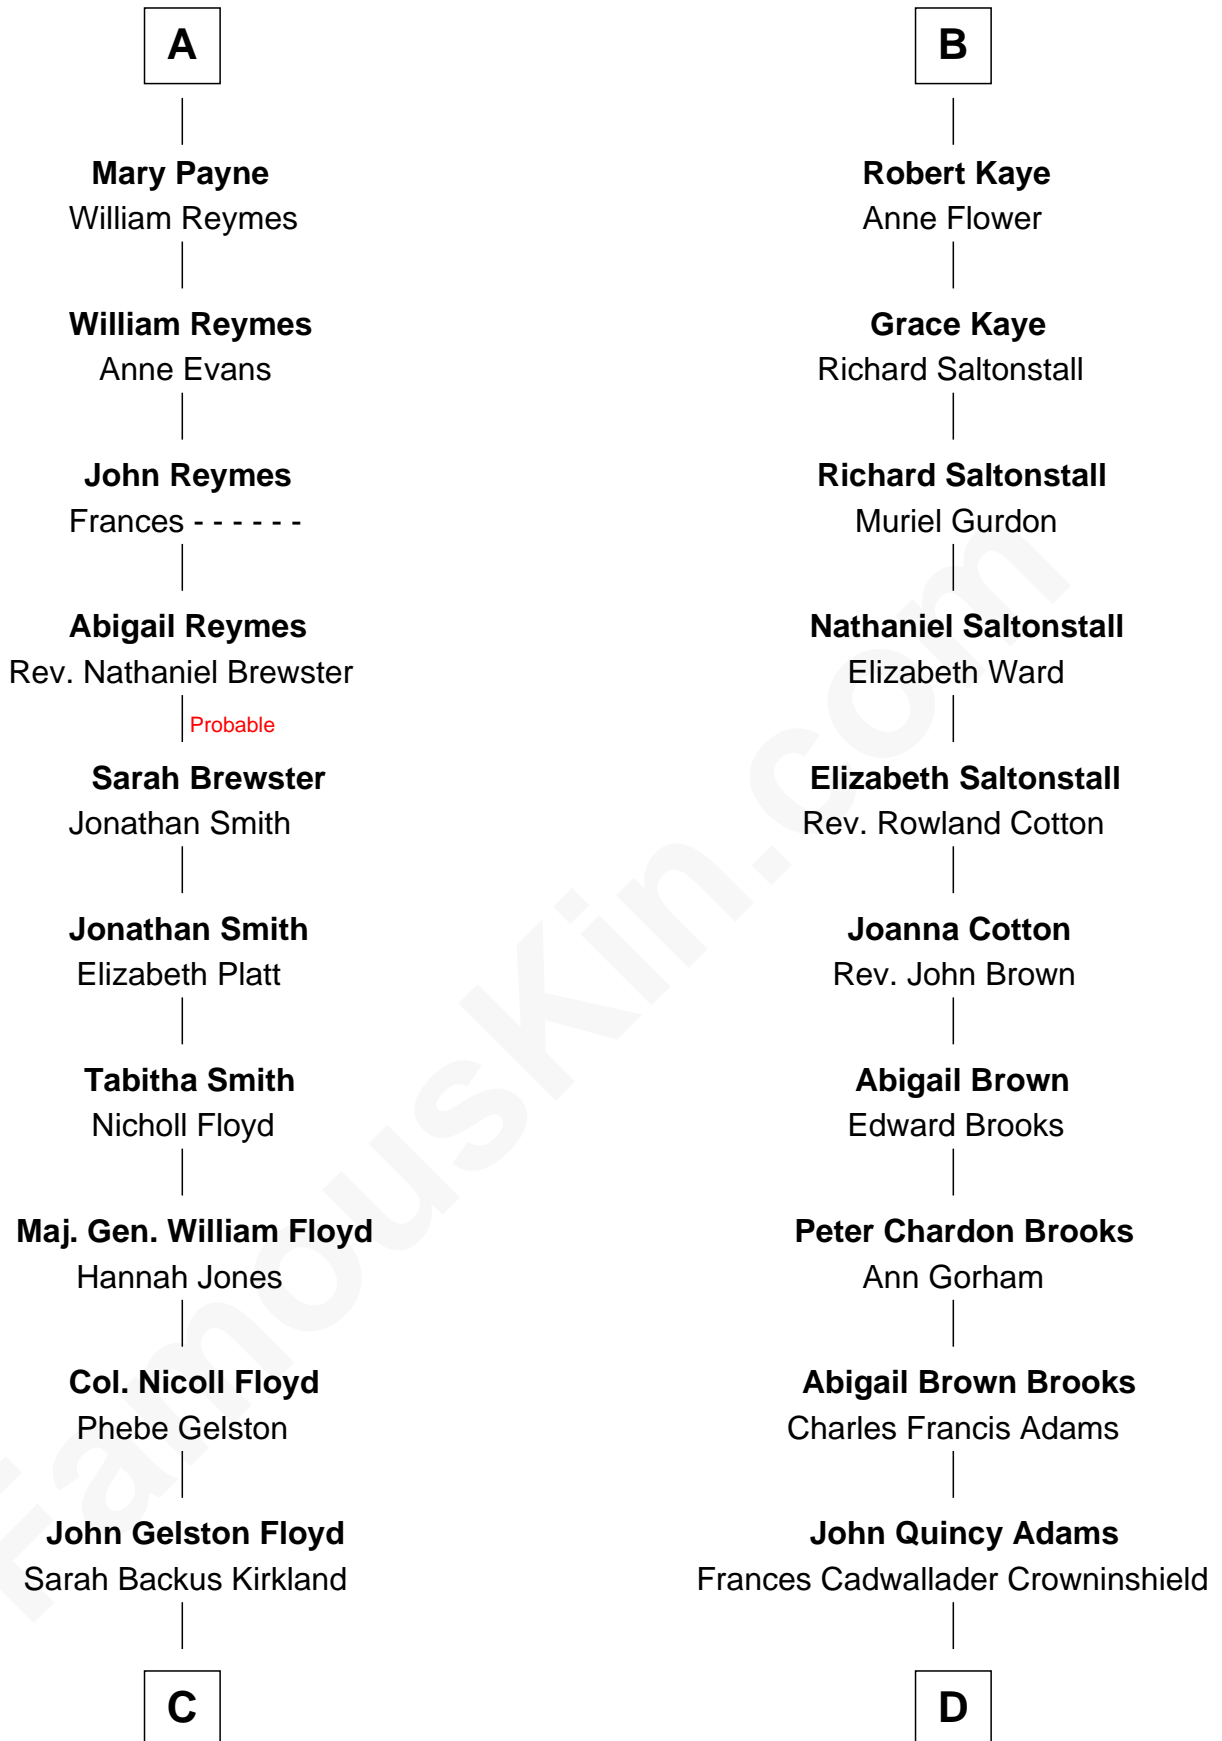 A
Mary Payne
William Reymes
William Reymes
Anne Evans
John Reymes
Frances - - - - - -
Abigail Reymes
Rev. Nathaniel Brewster
Probable
Sarah Brewster
Jonathan Smith
Jonathan Smith
Elizabeth Platt
Tabitha Smith
Nicholl Floyd
Maj. Gen. William Floyd
Hannah Jones
Col. Nicoll Floyd
Phebe Gelston
John Gelston Floyd
Sarah Backus Kirkland
C
B
Robert Kaye
Anne Flower
Grace Kaye
Richard Saltonstall
Richard Saltonstall
Muriel Gurdon
Nathaniel Saltonstall
Elizabeth Ward
Elizabeth Saltonstall
Rev. Rowland Cotton
Joanna Cotton
Rev. John Brown
Abigail Brown
Edward Brooks
Peter Chardon Brooks
Ann Gorham
Abigail Brown Brooks
Charles Francis Adams
John Quincy Adams
Frances Cadwallader Crowninshield
D
FamousKin.com